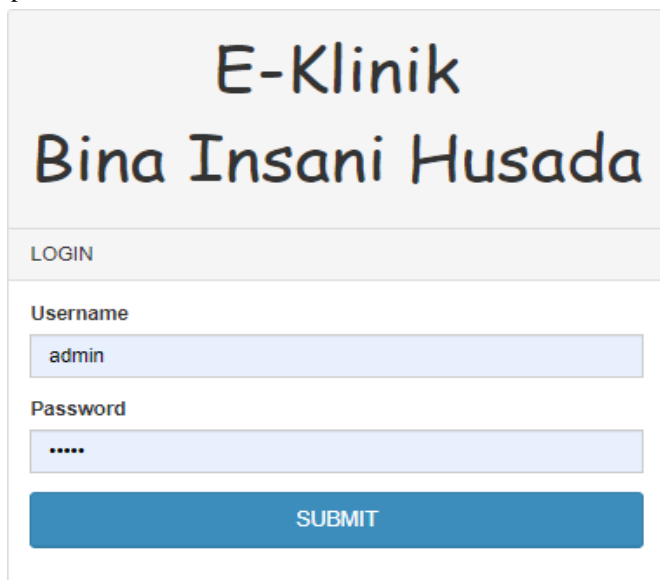 E-Klinik
Bina Insani Husada
LOGIN
Username
admin
Password
•••••
SUBMIT